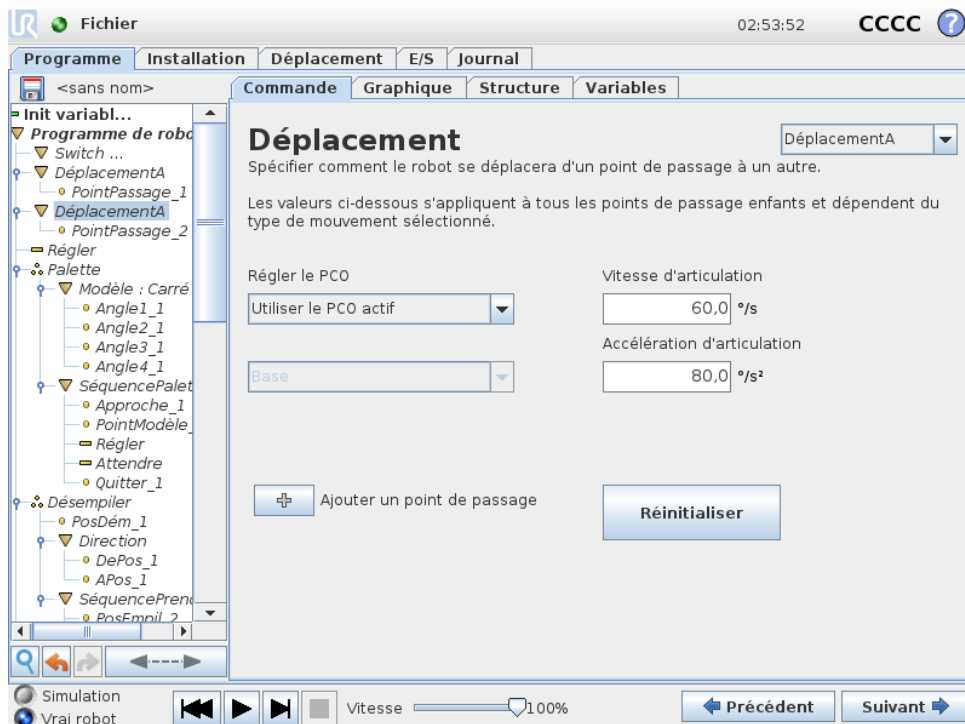 UR Fichier 02:53:52 CCCC ?
Programme Installation Déplacement E/S Journal
<sans nom>
Commande Graphique Structure Variables
Init variabl...
Programme de robo
Switch ...
DéplacementA
PointPassage_1
DéplacementA
PointPassage_2
Régler
Palette
Modèle : Carré
Angle1_1
Angle2_1
Angle3_1
Angle4_1
SéquencePalet
Approche_1
PointModèle_
Régler
Attendre
Quitter_1
Désempiler
PosDém_1
Direction
DePos_1
APos_1
SéquencePrend
PosEmpil_2
Déplacement
DéplacementA
Spécifier comment le robot se déplacera d'un point de passage à un autre.
Les valeurs ci-dessous s'appliquent à tous les points de passage enfants et dépendent du
type de mouvement sélectionné.
Régler le PCO
Utiliser le PCO actif
Base
Vitesse d'articulation
60,0 °/s
Accélération d'articulation
80,0 °/s²
Ajouter un point de passage
Réinitialiser
Simulation
Vrai robot
Vitesse 100%
Précédent
Suivant